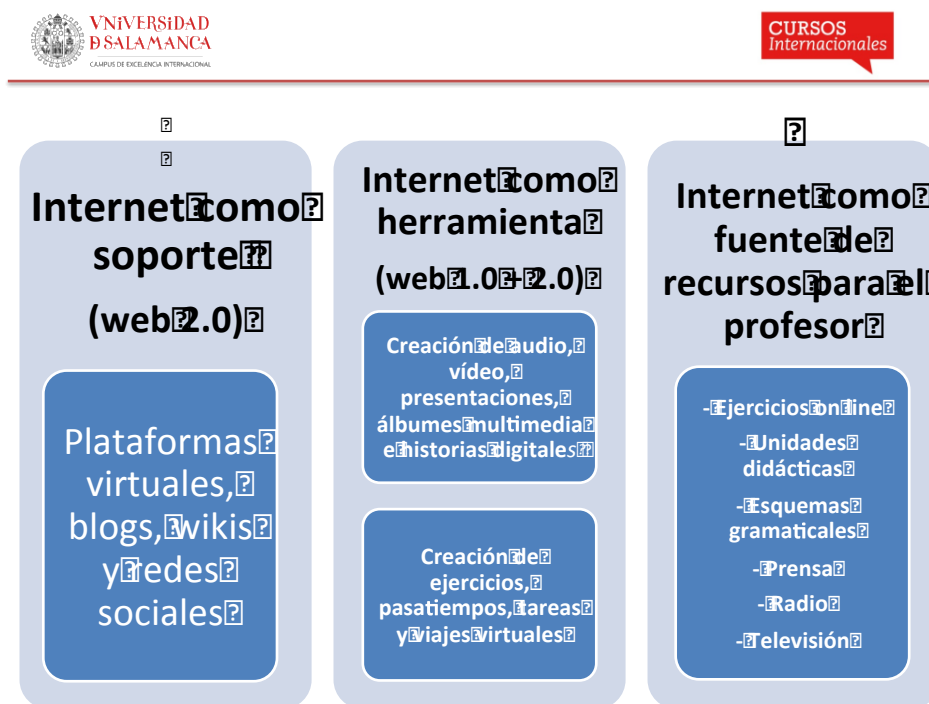 VNiVERSiDAD
D SALAMANCA
CAMPUS DE EXCELENCIA INTERNACIONAL
CURSOS
Internacionales
Internet como
soporte
(web 2.0)
Plataformas
virtuales,
blogs, wikis
y redes
sociales
Internet como
herramienta
(web 1.0 + 2.0)
Creación de audio,
vídeo,
presentaciones,
álbumes multimedia
e historias digitales
Creación de
ejercicios,
pasatiempos, tareas
y viajes virtuales
Internet como
fuente de
recursos para el
profesor
- Ejercicios on line
- Unidades
didácticas
- Esquemas
gramaticales
- Prensa
- Radio
- Televisión